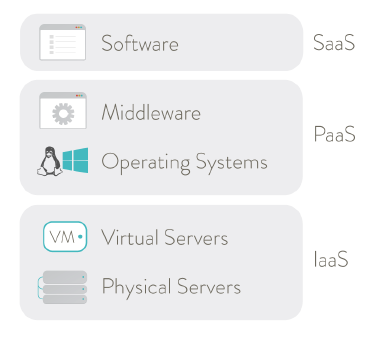 Software
SaaS
Middleware
PaaS
Operating Systems
VM
Virtual Servers
IaaS
Physical Servers